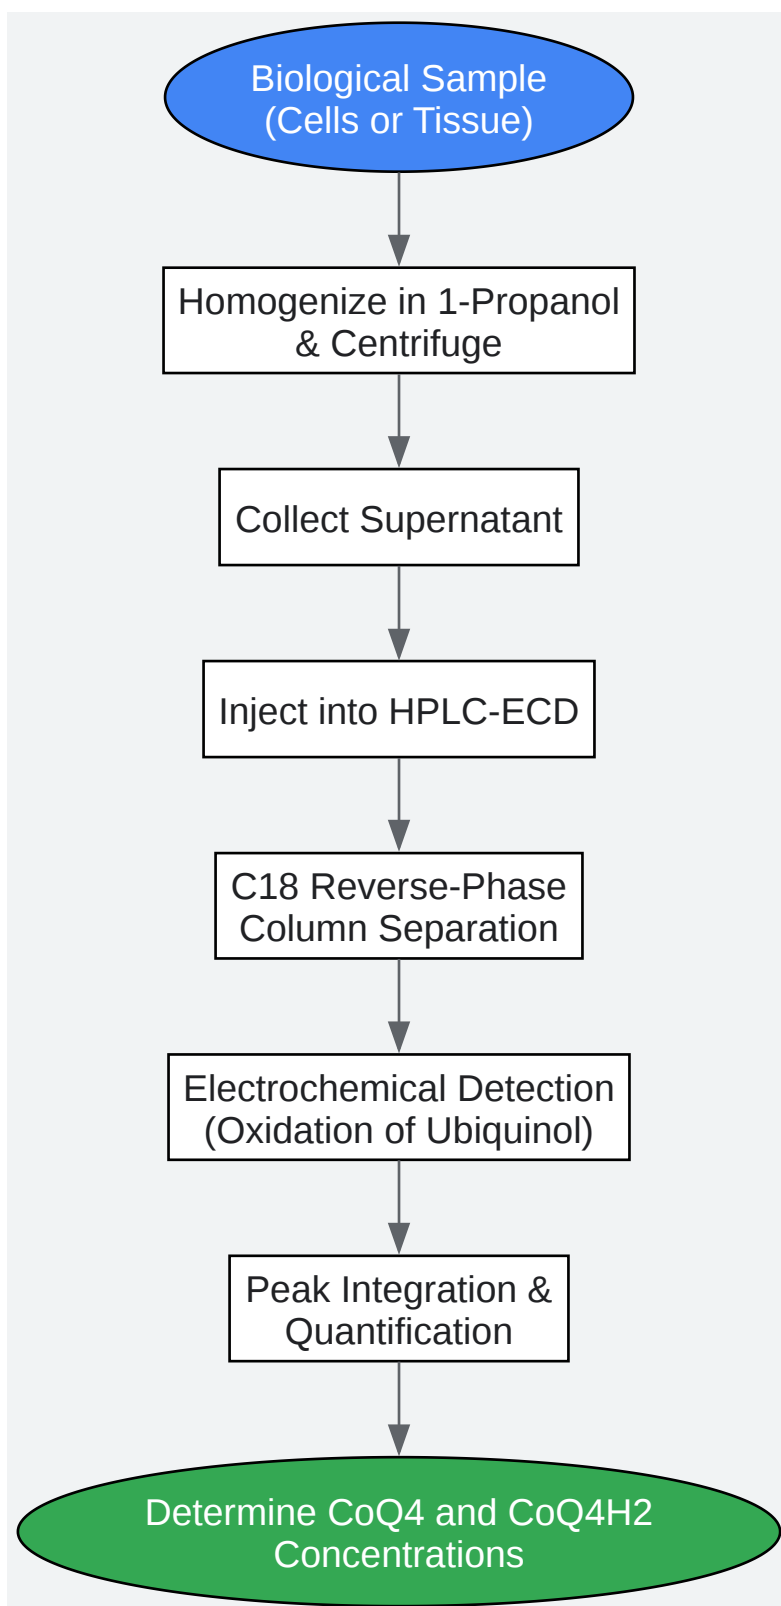 Biological Sample
(Cells or Tissue)
Homogenize in 1-Propanol
& Centrifuge
Collect Supernatant
Inject into HPLC-ECD
C18 Reverse-Phase
Column Separation
Electrochemical Detection
(Oxidation of Ubiquinol)
Peak Integration &
Quantification
Determine CoQ4 and CoQ4H2
Concentrations